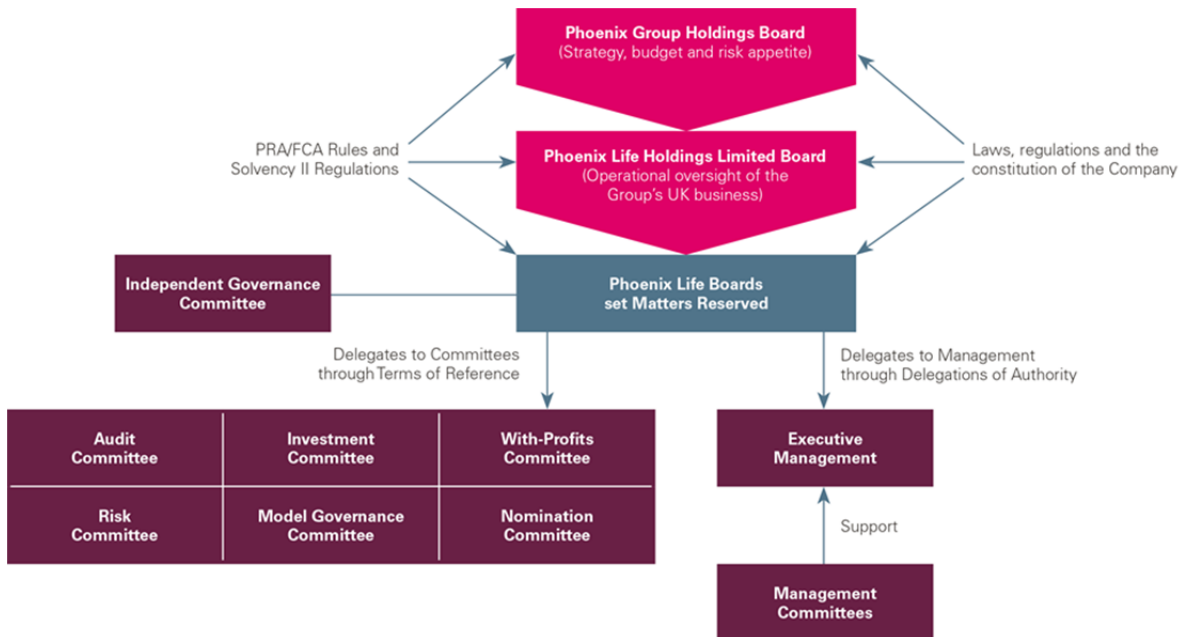 Phoenix Group Holdings Board
(Strategy, budget and risk appetite)
PRA/FCA Rules and
Solvency II Regulations
Phoenix Life Holdings Limited Board
(Operational oversight of the
Group's UK business)
Laws, regulations and the
constitution of the Company
Independent Governance
Committee
Phoenix Life Boards
set Matters Reserved
Delegates to Committees
through Terms of Reference
Delegates to Management
through Delegations of Authority
Audit
Committee
Investment
Committee
With-Profits
Committee
Risk
Committee
Model Governance
Committee
Nomination
Committee
Executive
Management
Support
Management
Committees